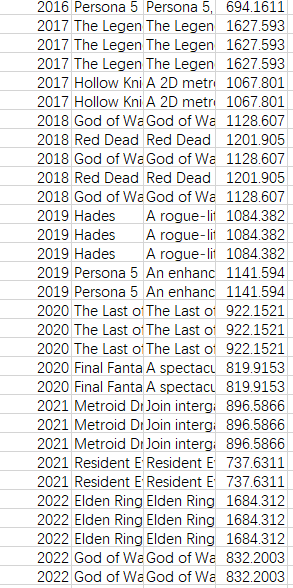 2016 Persona 5 Persona 5, 694.1611
2017 The Legen The Legen 1627.593
2017 The Legen The Legen 1627.593
2017 The Legen The Legen 1627.593
2017 Hollow Kni A 2D metr 1067.801
2017 Hollow Kni A 2D metr 1067.801
2018 God of Wa God of Wa 1128.607
2018 Red Dead Red Dead 1201.905
2018 God of Wa God of Wa 1128.607
2018 Red Dead Red Dead 1201.905
2018 God of Wa God of Wa 1128.607
2019 Hades A rogue-lit 1084.382
2019 Hades A rogue-lit 1084.382
2019 Hades A rogue-lit 1084.382
2019 Persona 5 An enhanc 1141.594
2019 Persona 5 An enhanc 1141.594
2020 The Last of The Last of 922.1521
2020 The Last of The Last of 922.1521
2020 The Last of The Last of 922.1521
2020 Final Fanta A spectacu 819.9153
2020 Final Fanta A spectacu 819.9153
2021 Metroid Dr Join interga 896.5866
2021 Metroid Dr Join interga 896.5866
2021 Metroid Dr Join interga 896.5866
2021 Resident E Resident E 737.6311
2021 Resident E Resident E 737.6311
2022 Elden Ring Elden Ring 1684.312
2022 Elden Ring Elden Ring 1684.312
2022 Elden Ring Elden Ring 1684.312
2022 God of Wa God of Wa 832.2003
2022 God of Wa God of Wa 832.2003